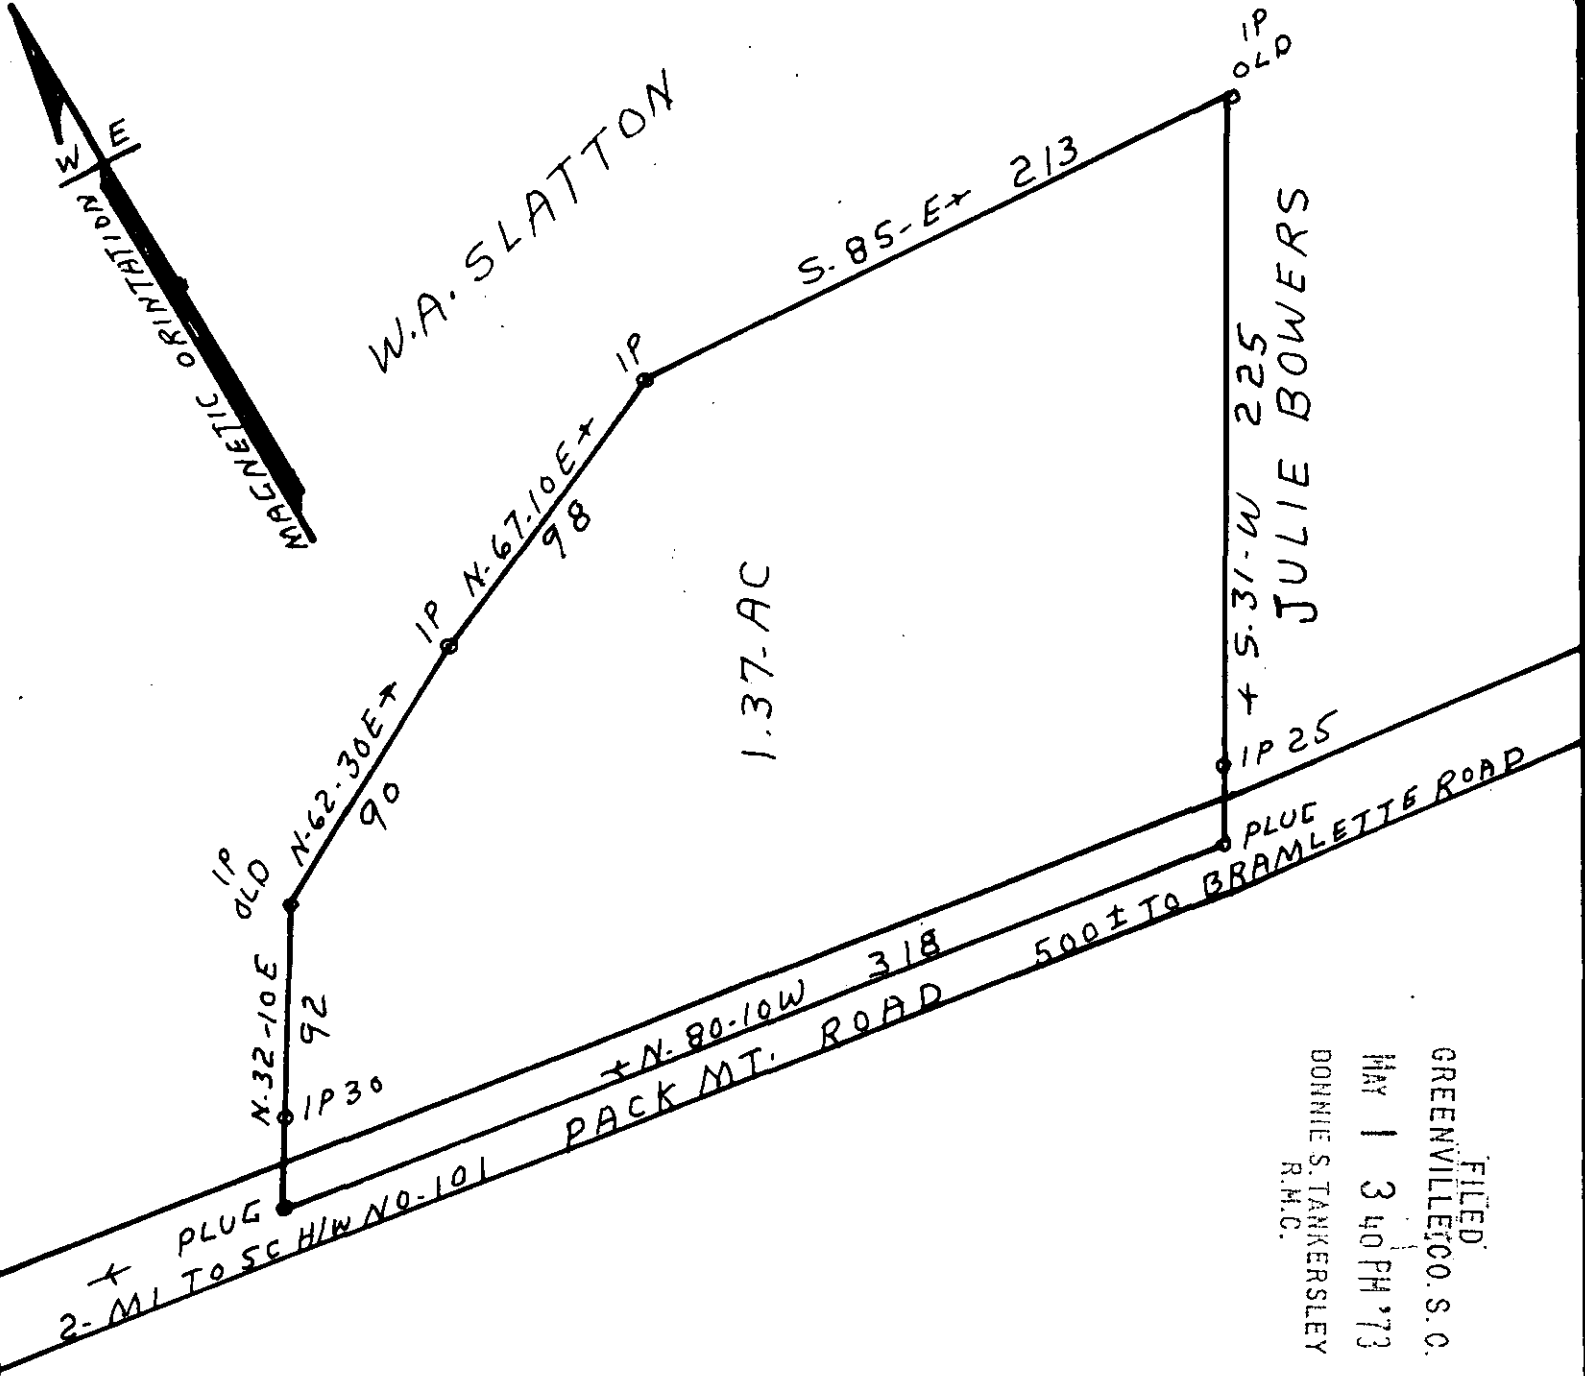 IP
OLD
W
E
MAGNETIC ORINTHTION
W.A. SLATTON
S-85-E 213
IP
N-67-10E
98
IP
N-62-30E
90
IP
OLD
N-32-10E
92
IP 30
1.37-AC
S-31-W 225
JULIE BOWERS
IP 25
PLUG
N-80-10W 318
PLUG
2-MI TO SC H/W NO-101 PACK MT. ROAD 500± TO BRAMLETTE ROAD
FILED
GREENVILLE CO. S. C.
MAY 1 3 40 PM '73
DONNIE S. TANKERSLEY
R.M.C.